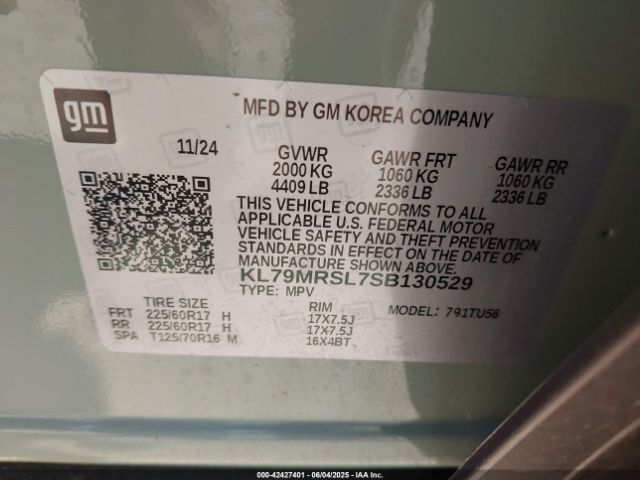 gm
MFD BY GM KOREA COMPANY
11/24 GVWR GAWR FRT GAWR RR
2000 KG 1060 KG 1060 KG
4409 LB 2336 LB 2336 LB
THIS VEHICLE CONFORMS TO ALL
APPLICABLE U.S. FEDERAL MOTOR
VEHICLE SAFETY AND THEFT PREVENTION
STANDARDS IN EFFECT ON THE DATE OF
MANUFACTURE SHOWN ABOVE.
KL79MRSL7SB130529
TYPE: MPV
TIRE SIZE RIM MODEL: 791TU56
FRT 225/60R17 H 17X7.5J
RR 225/60R17 H 17X7.5J
SPA T125/70R16 M 16X4BT
000-42427401 - 06/04/2025 - IAA Inc.